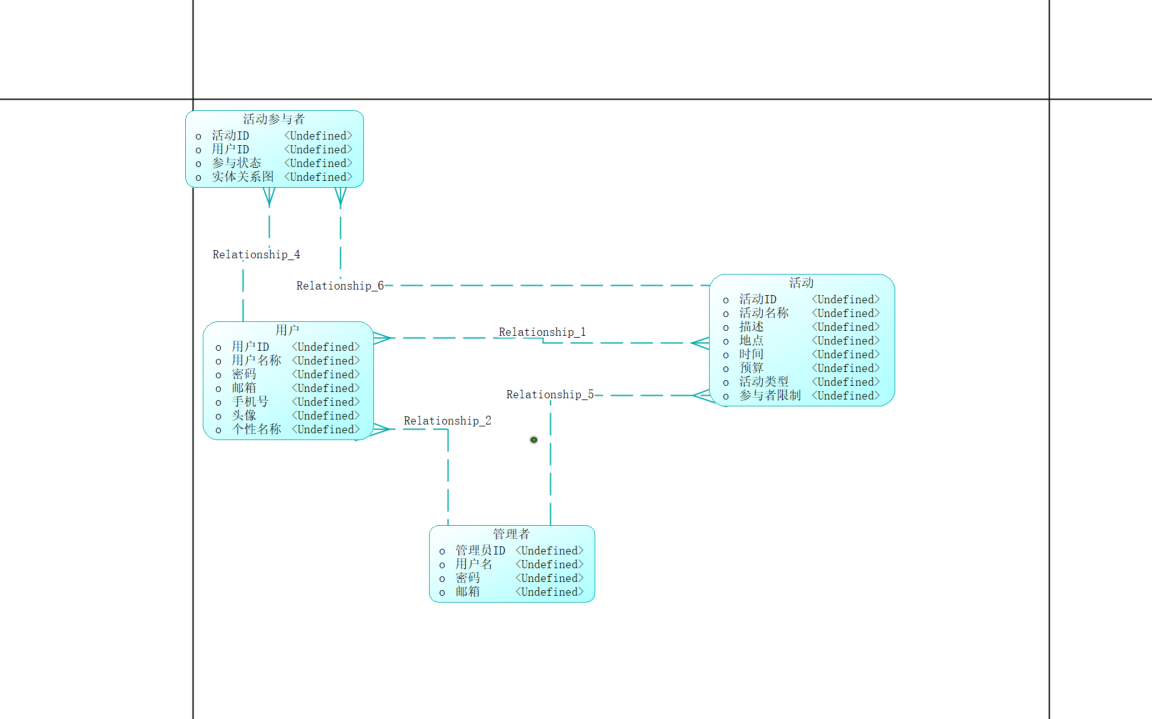 活动参与者
o 活动ID <Undefined>
o 用户ID <Undefined>
o 参与状态 <Undefined>
o 实体关系图 <Undefined>
Relationship_4
Relationship_6
活动
o 活动ID <Undefined>
o 活动名称 <Undefined>
o 描述 <Undefined>
o 地点 <Undefined>
o 时间 <Undefined>
o 预算 <Undefined>
o 活动类型 <Undefined>
o 参与者限制 <Undefined>
用户
o 用户ID <Undefined>
o 用户名称 <Undefined>
o 密码 <Undefined>
o 邮箱 <Undefined>
o 手机号 <Undefined>
o 头像 <Undefined>
o 个性名称 <Undefined>
Relationship_1
Relationship_5
Relationship_2
管理者
o 管理员ID <Undefined>
o 用户名 <Undefined>
o 密码 <Undefined>
o 邮箱 <Undefined>